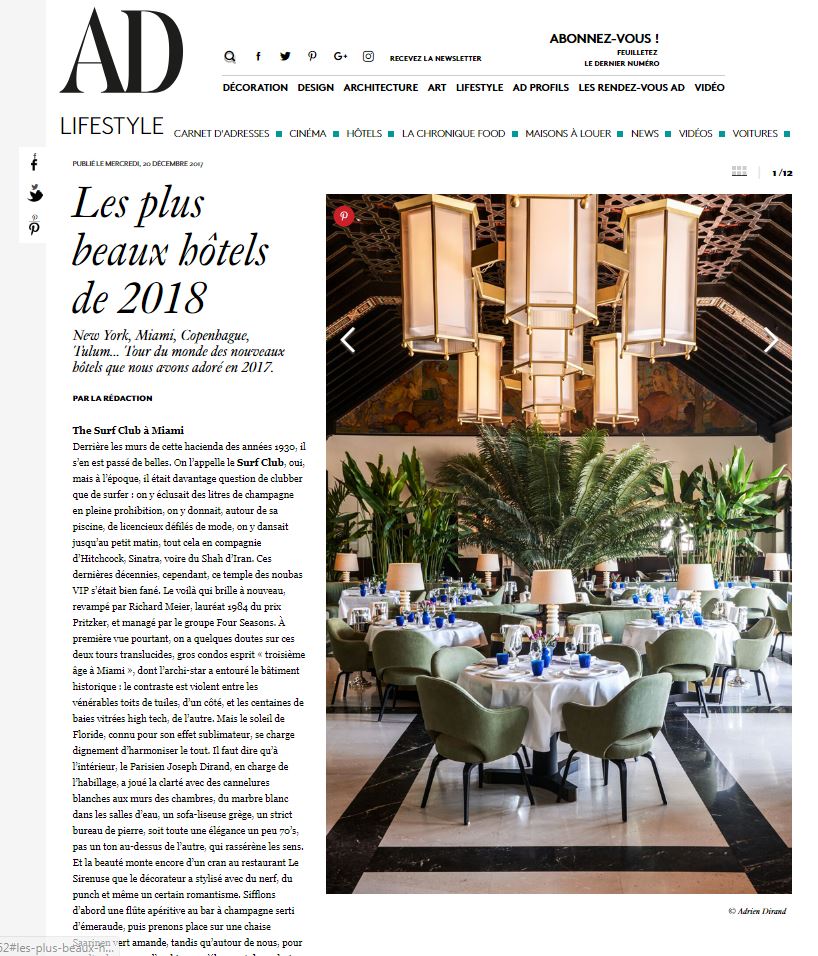 AD
ABONNEZ-VOUS !
FEUILLETEZ
LE DERNIER NUMÉRO
f G+ RECEVEZ LA NEWSLETTER
DÉCORATION DESIGN ARCHITECTURE ART LIFESTYLE AD PROFILS LES RENDEZ-VOUS AD VIDÉO
LIFESTYLE CARNET D'ADRESSES CINÉMA HÔTELS LA CHRONIQUE FOOD MAISONS À LOUER NEWS VIDÉOS VOITURES
PUBLIÉ LE MERCREDI, 20 DÉCEMBRE 2017
1 /12
Les plus
beaux hôtels
de 2018
New York, Miami, Copenhague,
Tulum... Tour du monde des nouveaux
hôtels que nous avons adoré en 2017.
PAR LA RÉDACTION
The Surf Club à Miami
Derrière les murs de cette hacienda des années 1930, il
s'en est passé de belles. On l'appelle le Surf Club, oui,
mais à l'époque, il était davantage question de clubber
que de surfer : on y éclusait des litres de champagne
en pleine prohibition, on y donnait, autour de sa
piscine, de licencieux défilés de mode, on y dansait
jusqu'au petit matin, tout cela en compagnie
d'Hitchcock, Sinatra, voire du Shah d'Iran. Ces
dernières décennies, cependant, ce temple des noubas
VIP s'était bien fané. Le voilà qui brille à nouveau,
revampé par Richard Meier, lauréat 1984 du prix
Pritzker, et managé par le groupe Four Seasons. À
première vue pourtant, on a quelques doutes sur ces
deux tours translucides, gros condos esprit « troisième
âge à Miami », dont l'archi-star a entouré le bâtiment
historique : le contraste est violent entre les
vénérables toits de tuiles, d'un côté, et les centaines de
baies vitrées high tech, de l'autre. Mais le soleil de
Floride, connu pour son effet sublimateur, se charge
dignement d'harmoniser le tout. Il faut dire qu'à
l'intérieur, le Parisien Joseph Dirand, en charge de
l'habillage, a joué la clarté avec des cannelures
blanches aux murs des chambres, du marbre blanc
dans les salles d'eau, un sofa-liseuse grège, un strict
bureau de pierre, soit toute une élégance un peu 70's,
pas un ton au-dessus de l'autre, qui rassérène les sens.
Et la beauté monte encore d'un cran au restaurant Le
Sirenuse que le décorateur a stylisé avec du nerf, du
punch et même un certain romantisme. Sifflons
d'abord une flûte apéritive au bar à champagne serti
d'émeraude, puis prenons place sur une chaise
Saarinen vert amande, tandis qu'autour de nous, pour
62#les-plus-beaux-h...
© Adrien Dirand